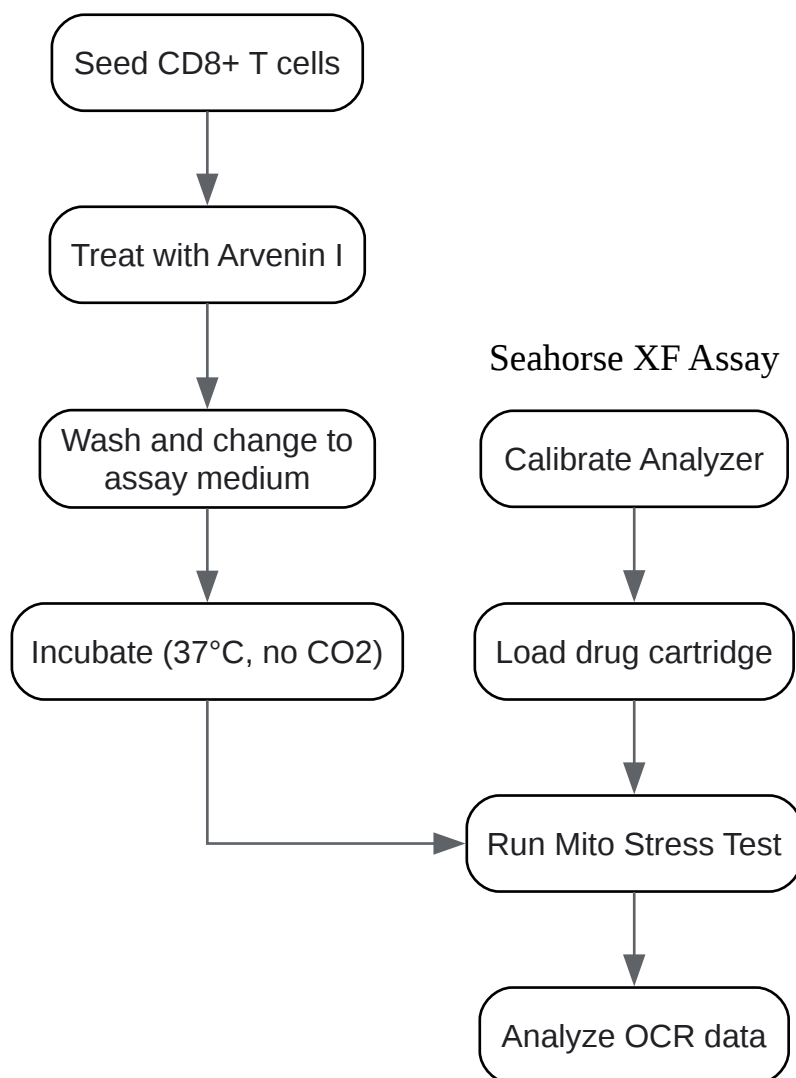 Seed CD8+ T cells
Treat with Arvenin I
Wash and change to
assay medium
Incubate (37°C, no CO2)
Seahorse XF Assay
Calibrate Analyzer
Load drug cartridge
Run Mito Stress Test
Analyze OCR data